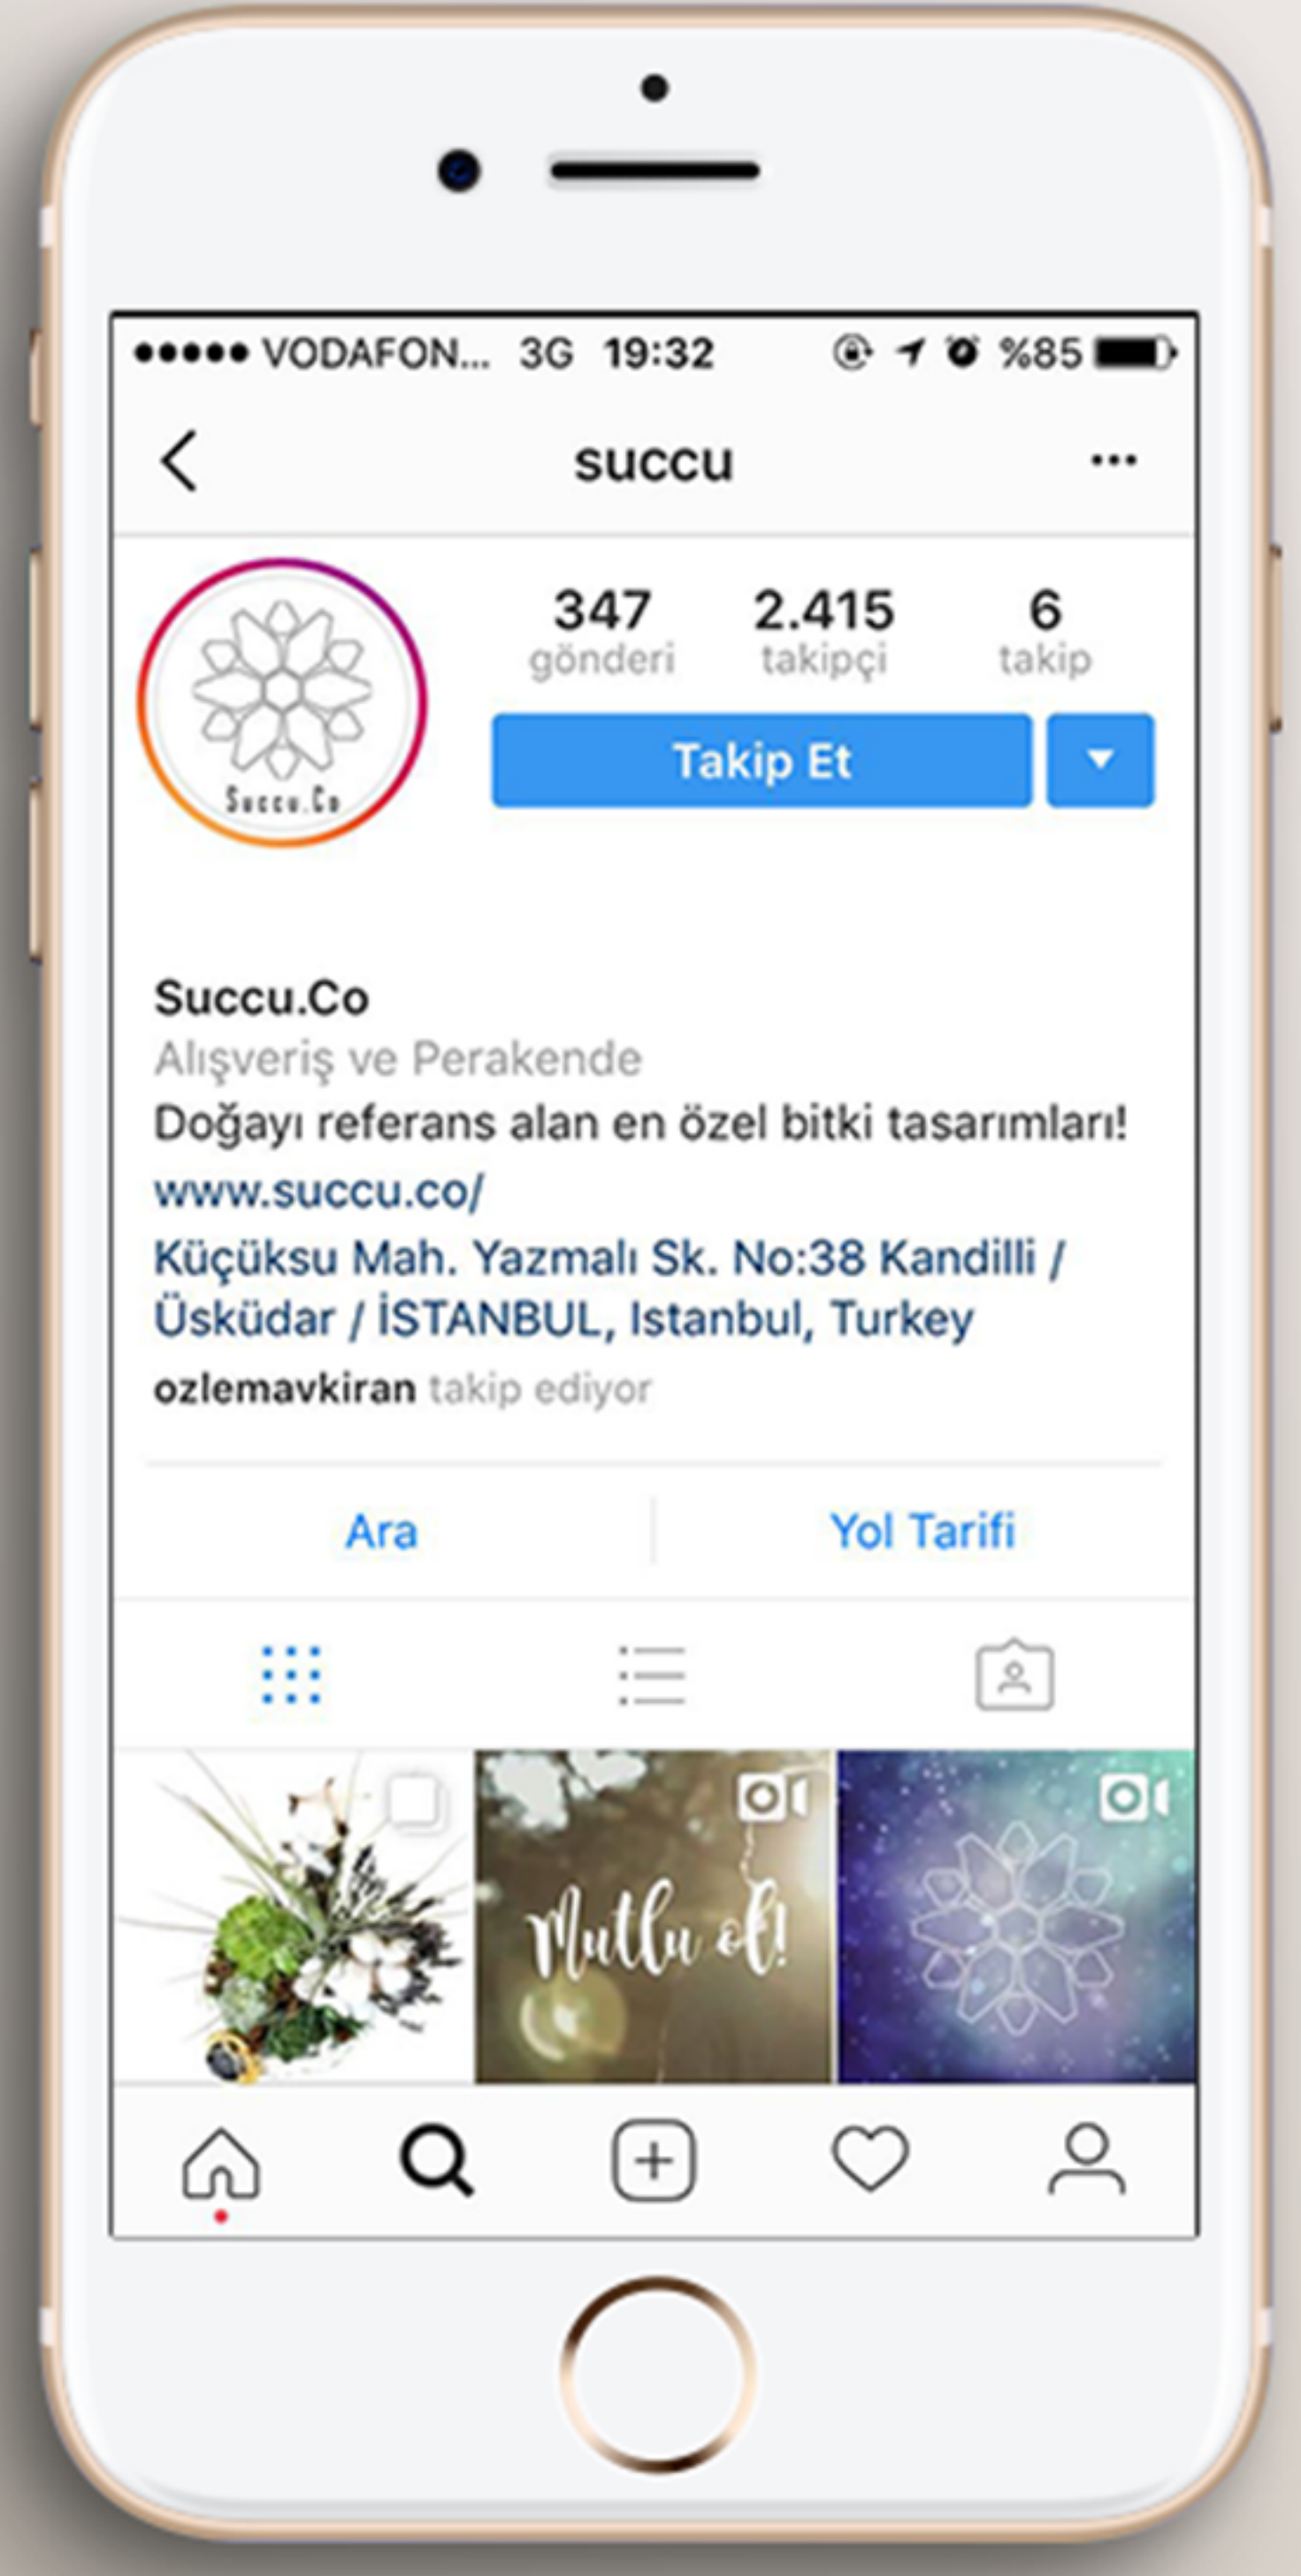 VODAFON... 3G 19:32 %85
succu
347 2.415 6
gönderi takipçi takip
Takip Et
Succu.Co
Succu.Co
Alışveriş ve Perakende
Doğayı referans alan en özel bitki tasarımları!
www.succu.co/
Küçüksu Mah. Yazmalı Sk. No:38 Kandilli /
Üsküdar / İSTANBUL, Istanbul, Turkey
ozlemavkiran takip ediyor
Ara Yol Tarifi
Mutlu ol!